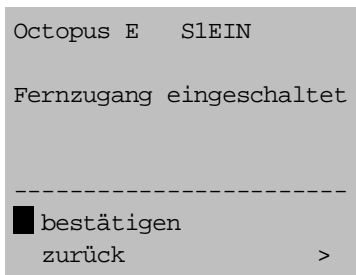 Octopus E   S1EIN
Fernzugang eingeschaltet
------------------------
bestätigen
zurück              >